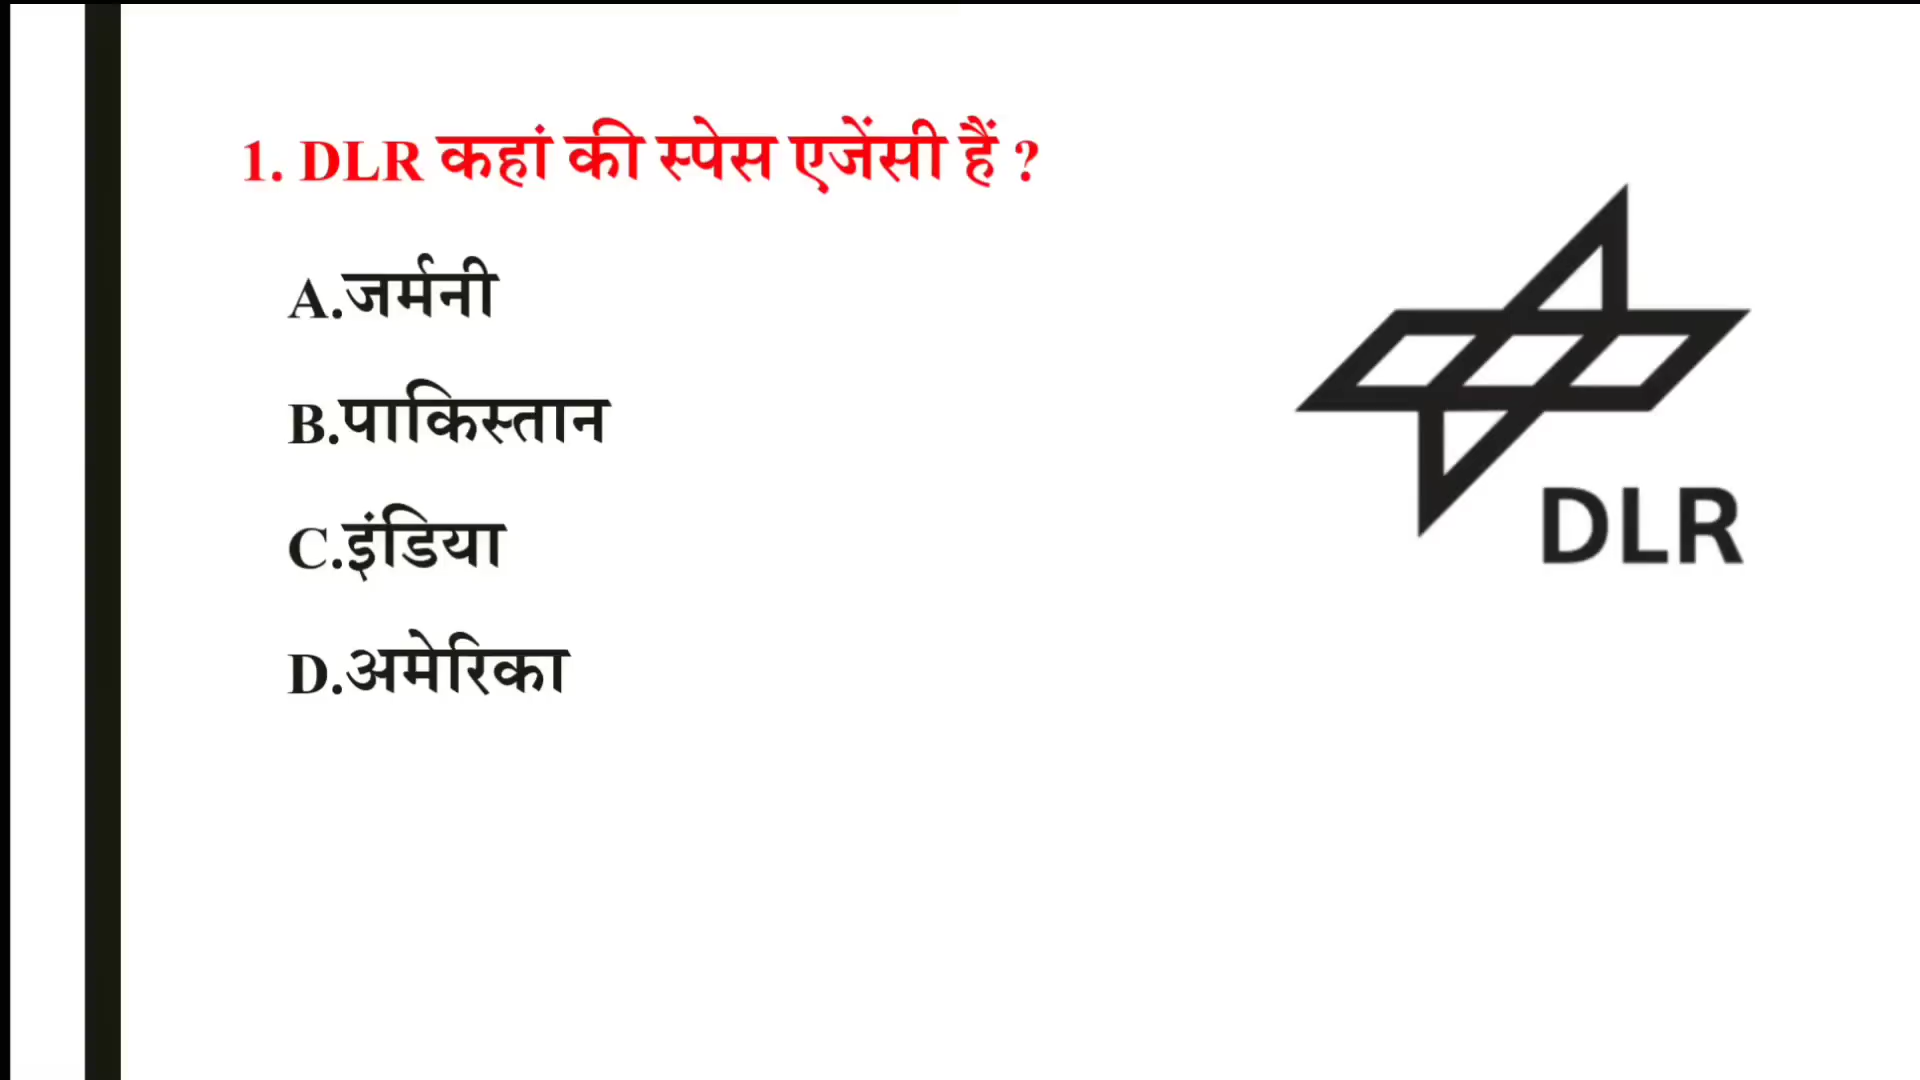 1. DLR कहां की स्पेस एजेंसी हैं ?
A.जर्मनी
B.पाकिस्तान
C.इंडिया
D.अमेरिका
DLR